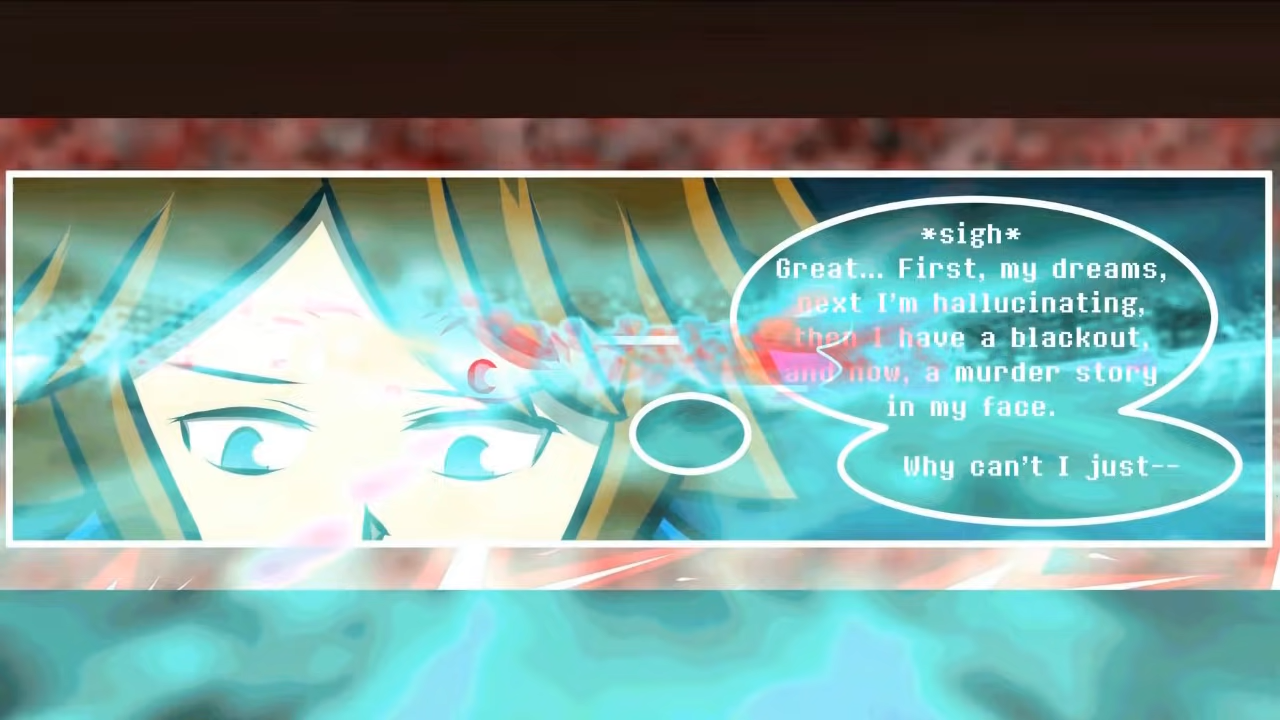 *sigh*
Great... First, my dreams,
next I'm hallucinating,
then I have a blackout,
and now, a murder story
in my face.
Why can't I just--